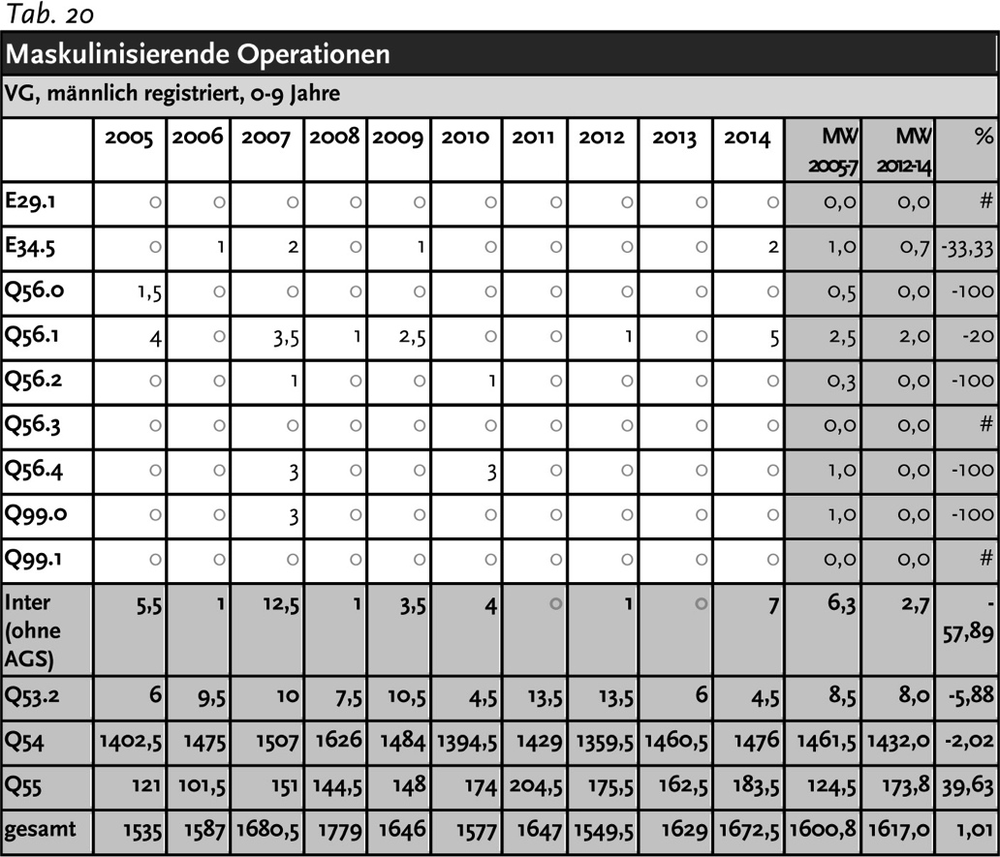 Tab. 20
Maskulinisierende Operationen
VG, männlich registriert, 0-9 Jahre
2005 2006 2007 2008 2009 2010 2011 2012 2013 2014 MW 2005-7 MW 2012-14 %
E29.1 0 0 0 0 0 0 0 0 0 0 0,0 0,0 #
E34.5 0 1 2 0 1 0 0 0 0 2 1,0 0,7 -33,33
Q56.0 1,5 0 0 0 0 0 0 0 0 0 0,5 0,0 -100
Q56.1 4 0 3,5 1 2,5 0 0 1 0 5 2,5 2,0 -20
Q56.2 0 0 1 0 0 1 0 0 0 0 0,3 0,0 -100
Q56.3 0 0 0 0 0 0 0 0 0 0 0,0 0,0 #
Q56.4 0 0 3 0 0 3 0 0 0 0 1,0 0,0 -100
Q99.0 0 0 3 0 0 0 0 0 0 0 1,0 0,0 -100
Q99.1 0 0 0 0 0 0 0 0 0 0 0,0 0,0 #
Inter (ohne AGS) 5,5 1 12,5 1 3,5 4 0 1 0 7 6,3 2,7 -57,89
Q53.2 6 9,5 10 7,5 10,5 4,5 13,5 13,5 6 4,5 8,5 8,0 -5,88
Q54 1402,5 1475 1507 1626 1484 1394,5 1429 1359,5 1460,5 1476 1461,5 1432,0 -2,02
Q55 121 101,5 151 144,5 148 174 204,5 175,5 162,5 183,5 124,5 173,8 39,63
gesamt 1535 1587 1680,5 1779 1646 1577 1647 1549,5 1629 1672,5 1600,8 1617,0 1,01